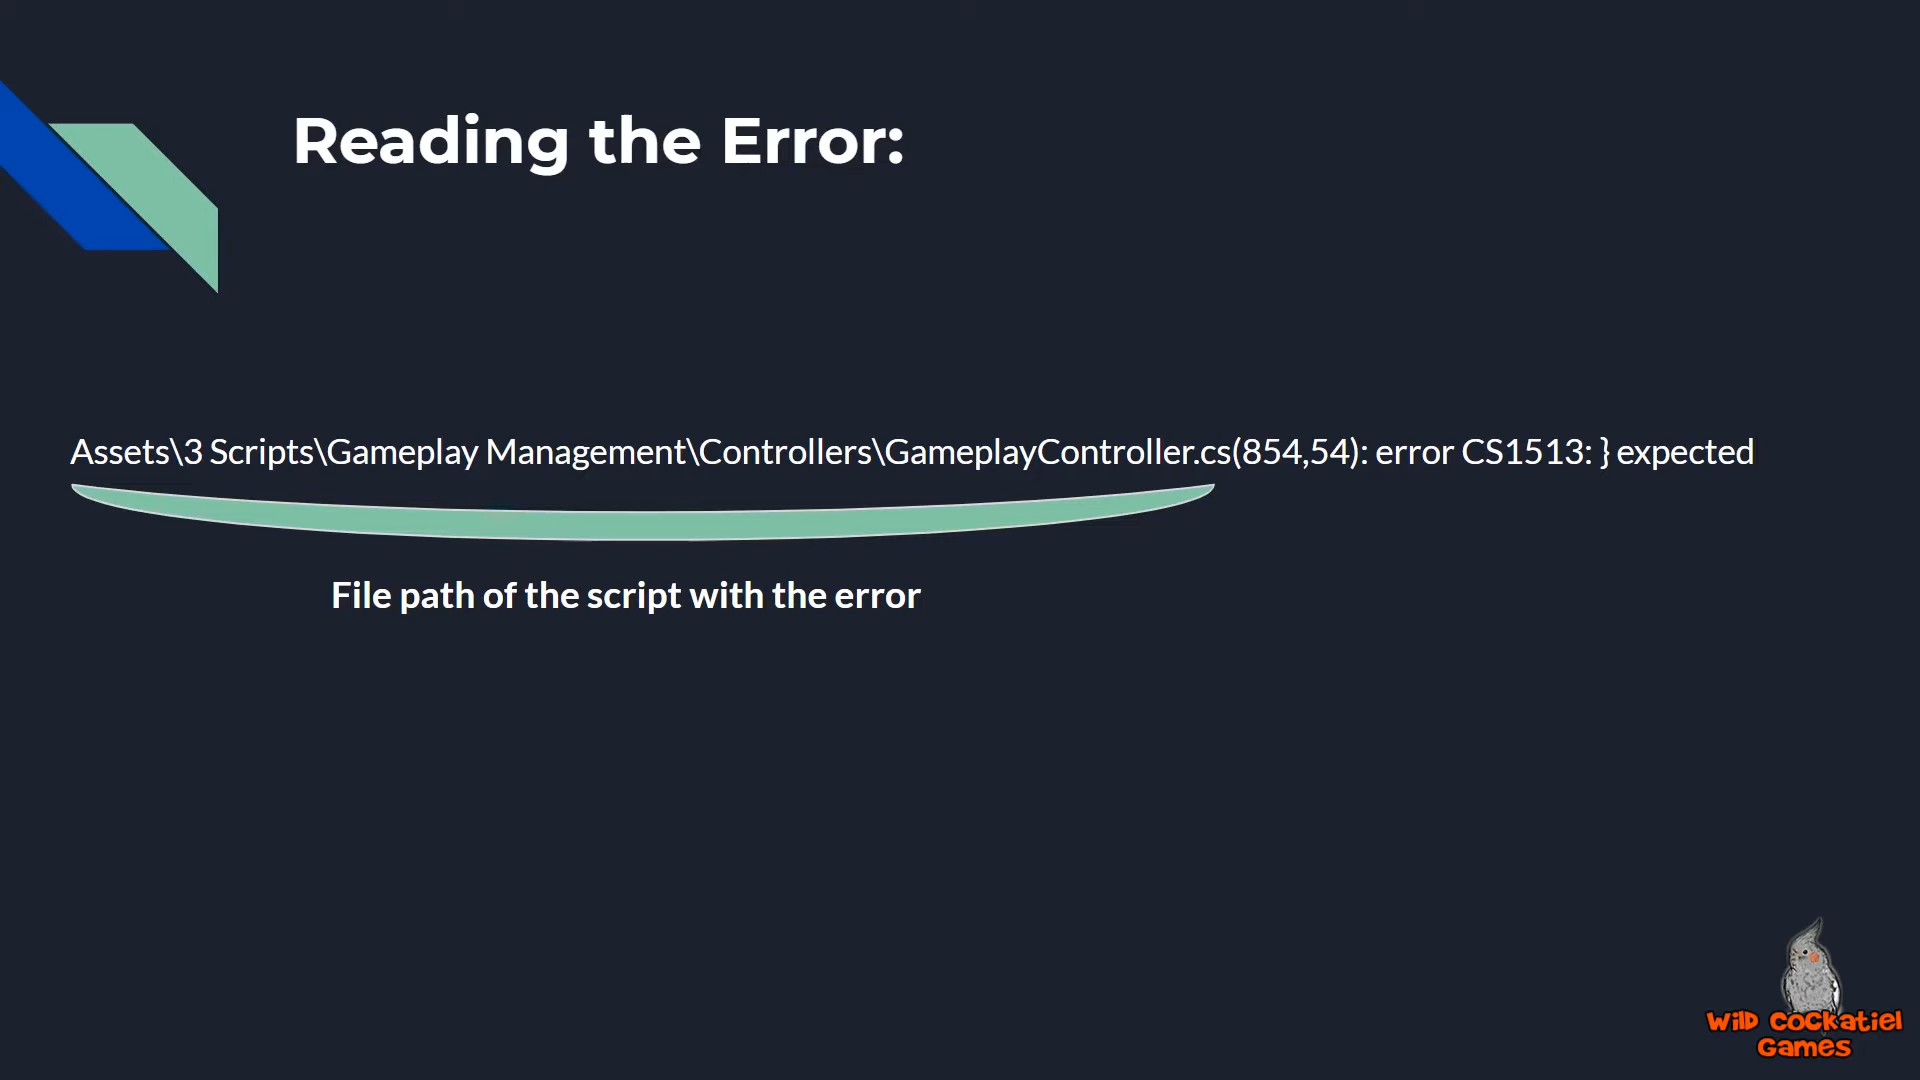 Reading the Error:
Assets\3 Scripts\Gameplay Management\Controllers\GameplayController.cs(854,54): error CS1513: } expected
File path of the script with the error
Wild Cockatiel
Games